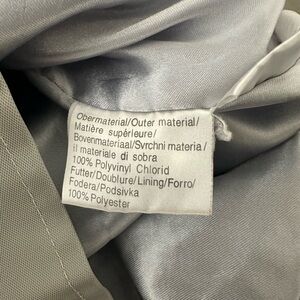 Obermaterial/Outer material/
Matière supérieure/
Bovenmateriaal/Svrchni materia/
il materiale di sobra
100% Polyvinyl Chlorid
Futter/Doublure/Lining/Forro/
Fodera/Podsivka
100% Polyester